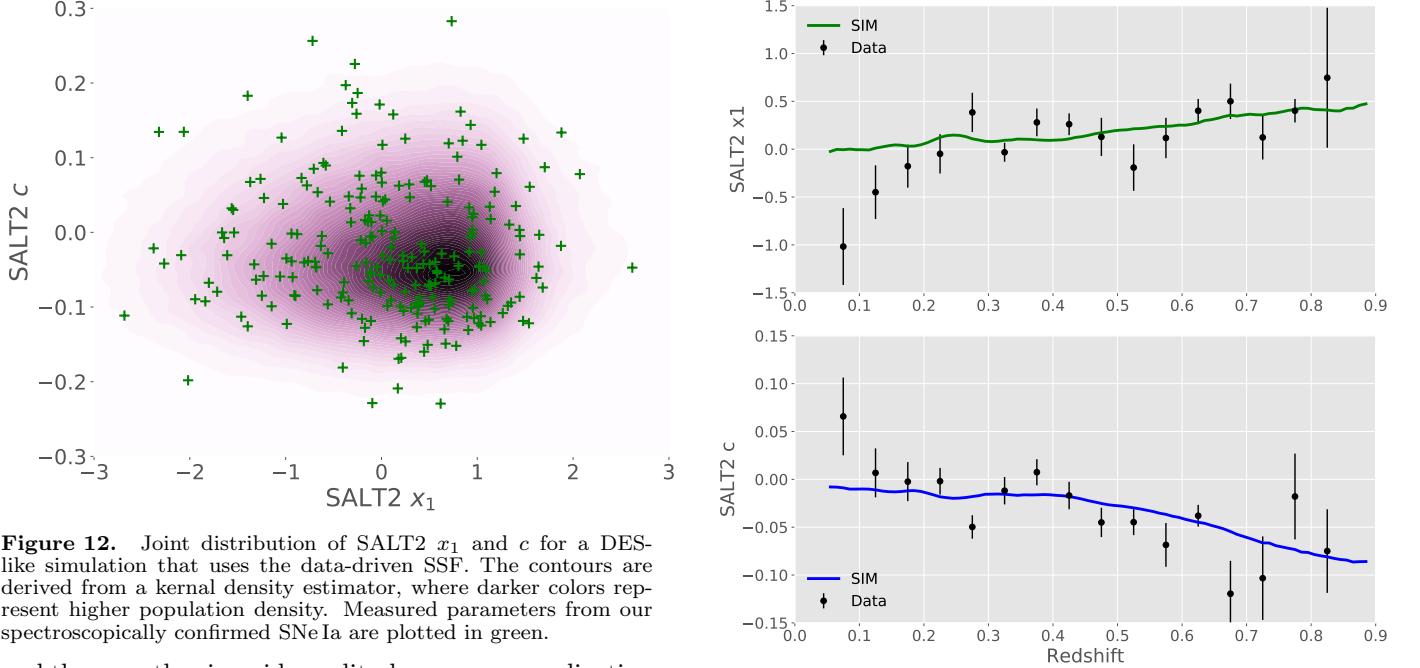 0.3
0.2
0.1
0.0
−0.1
−0.2
−0.3
SALT2 c
−3 −2 −1 0 1 2 3
SALT2 x1
Figure 12. Joint distribution of SALT2 x1 and c for a DES-
like simulation that uses the data-driven SSF. The contours are
derived from a kernal density estimator, where darker colors rep-
resent higher population density. Measured parameters from our
spectroscopically confirmed SNe Ia are plotted in green.
1.5
1.0
0.5
0.0
−0.5
−1.0
−1.5
SALT2 x1
SIM
Data
0.0 0.1 0.2 0.3 0.4 0.5 0.6 0.7 0.8 0.9
0.15
0.10
0.05
0.00
−0.05
−0.10
−0.15
SALT2 c
SIM
Data
0.0 0.1 0.2 0.3 0.4 0.5 0.6 0.7 0.8 0.9
Redshift